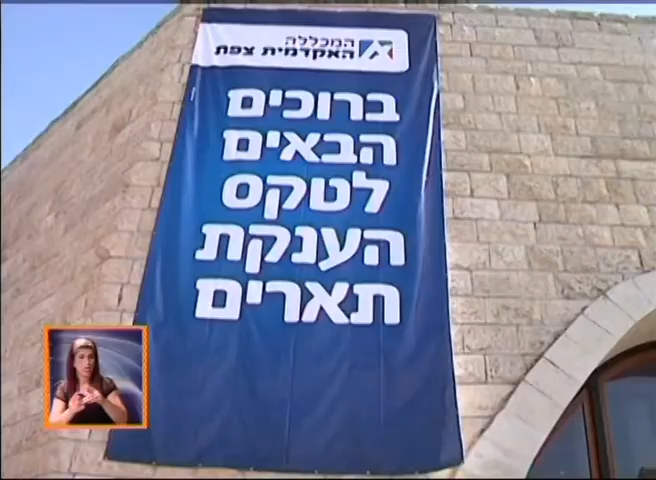 המכללה
האקדמית צפת
ברוכים
הבאים
לטקס
הענקת
תארים